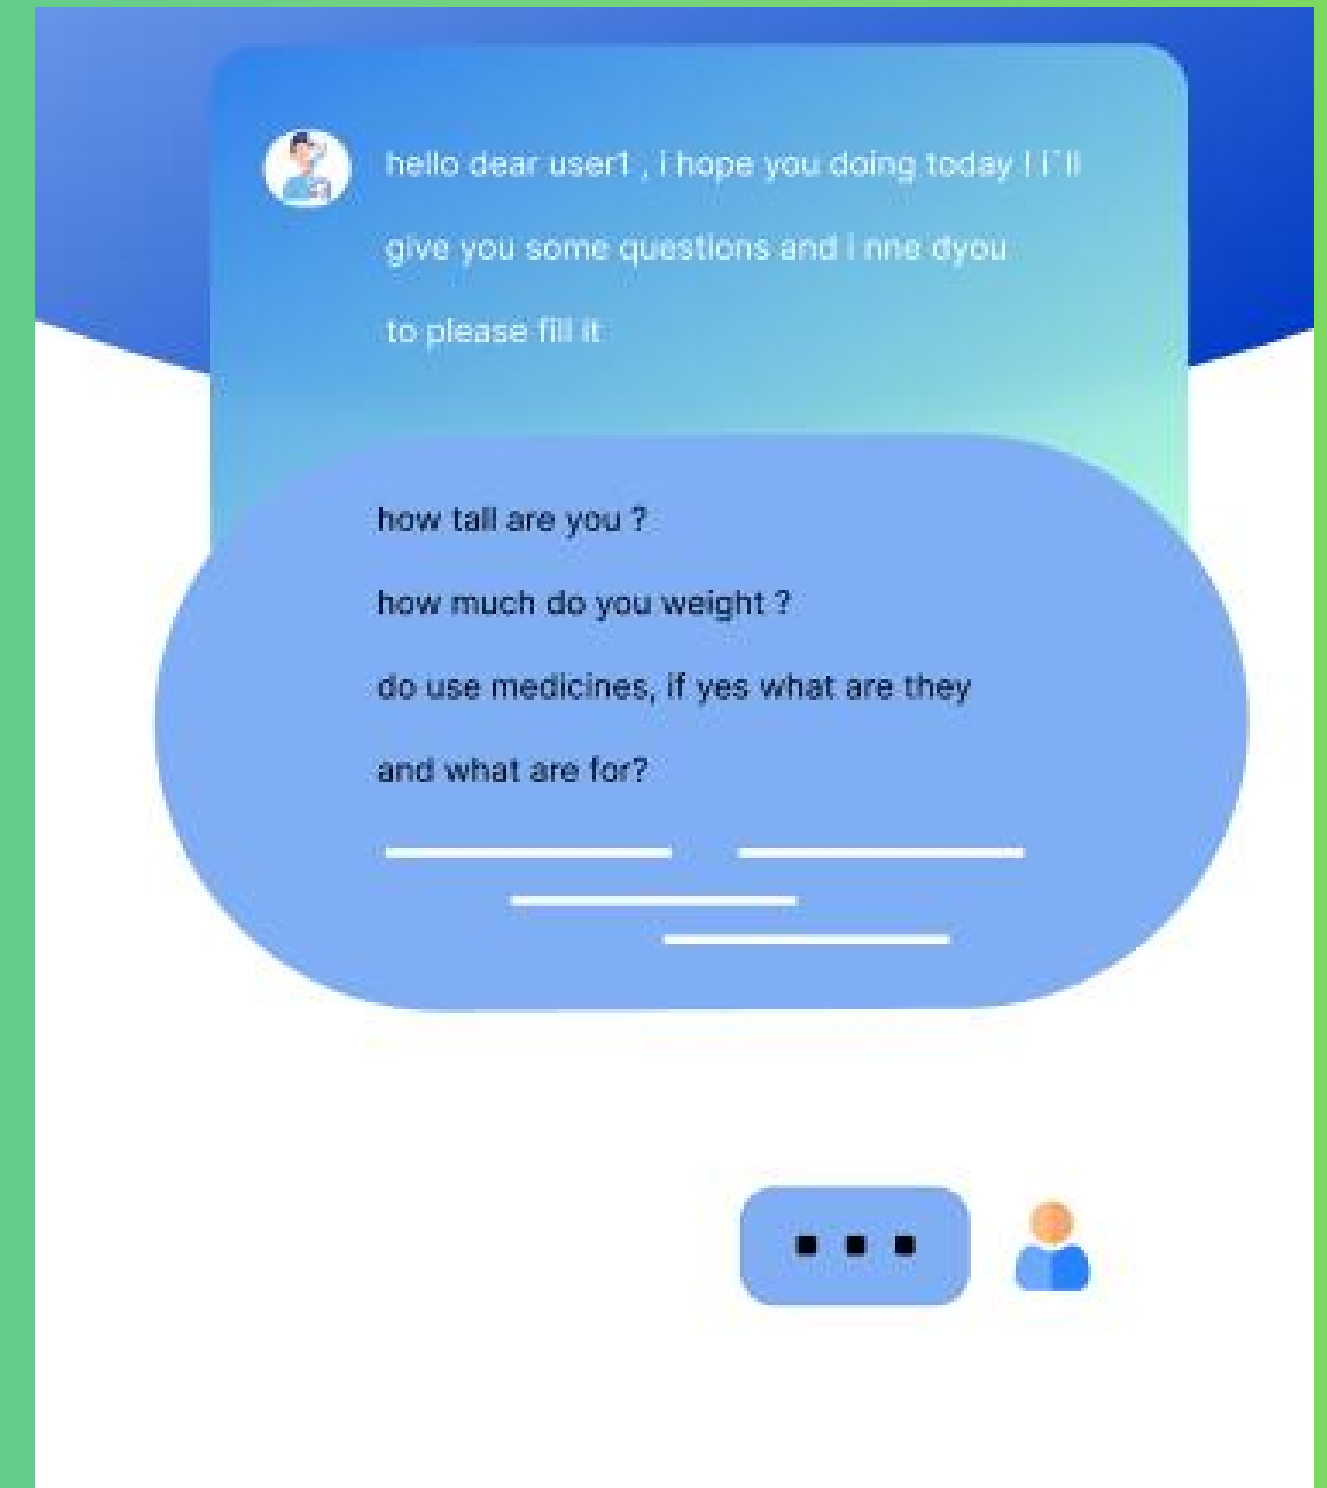 hello dear user1 , i hope you doing today ! i`ll
give you some questions and i nne dyou
to please fill it
how tall are you ?
how much do you weight ?
do use medicines, if yes what are they
and what are for?